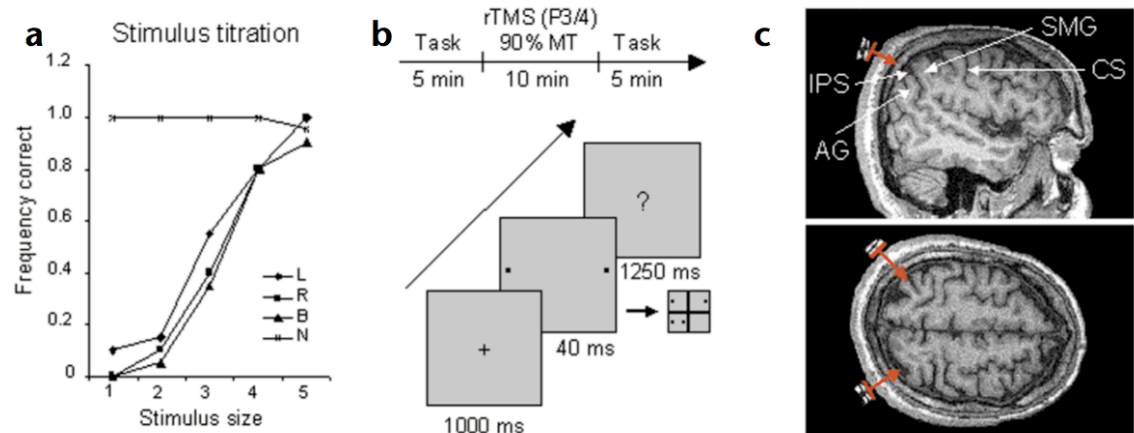 a
Stimulus titration
Frequency correct
1.2
1.0
0.8
0.6
0.4
0.2
0
L
R
B
N
1 2 3 4 5
Stimulus size
b
rTMS (P3/4)
Task 90% MT Task
5 min 10 min 5 min
?
1250 ms
+
40 ms
1000 ms
c
SMG
IPS
CS
AG